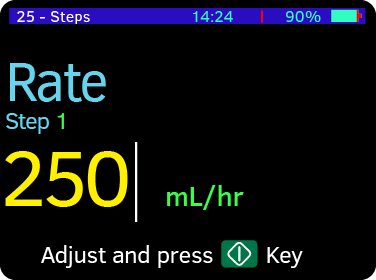 25 - Steps 14:24 90%
Rate
Step 1
250 mL/hr
Adjust and press Key